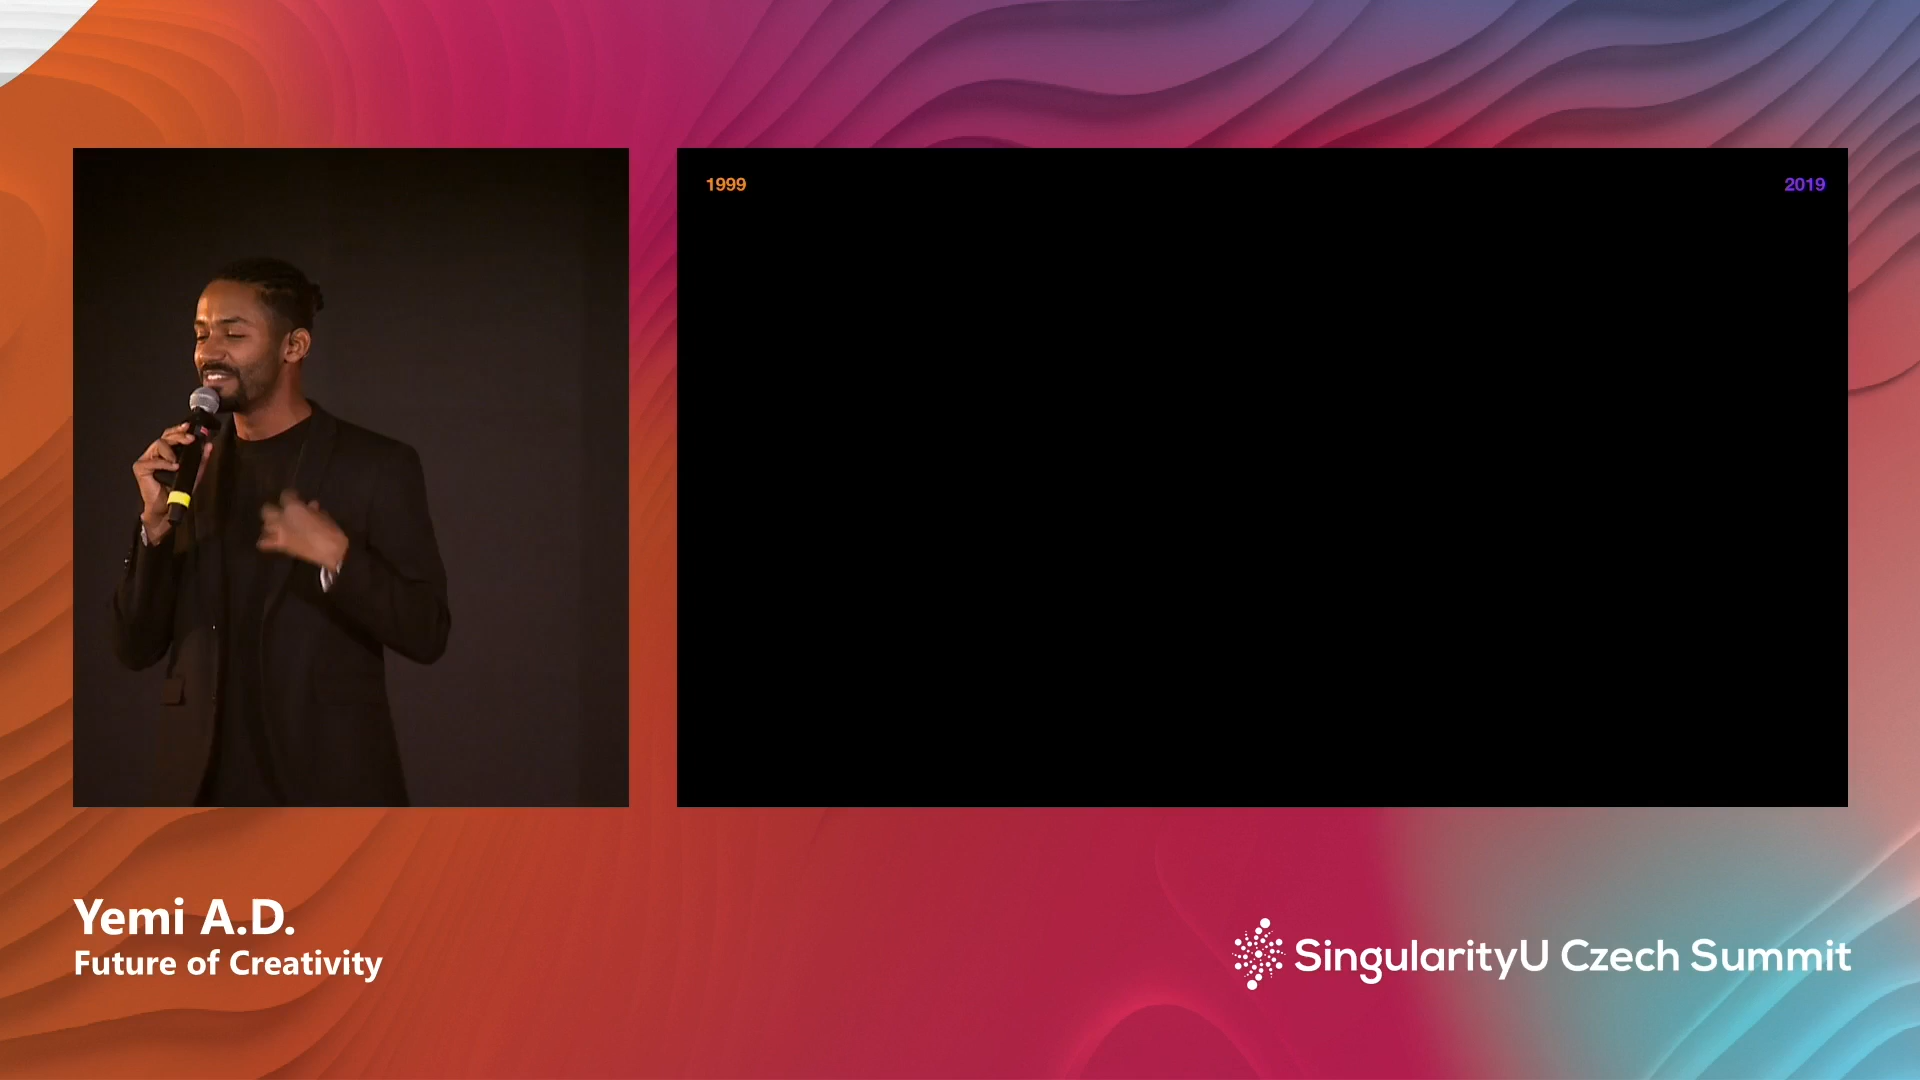 1999
2019
Yemi A.D.
Future of Creativity
SingularityU Czech Summit